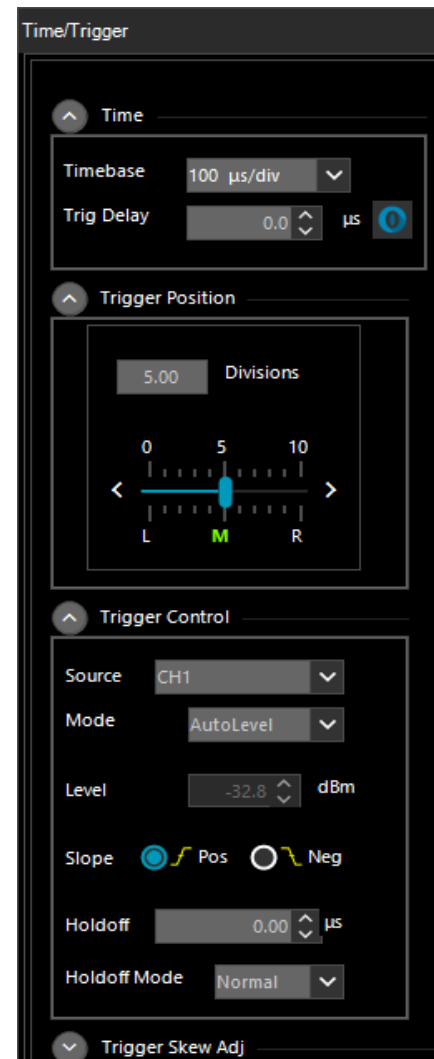 Time/Trigger
Time
Timebase 100 µs/div
Trig Delay 0.0 µs
Trigger Position
5.00 Divisions
0 5 10
L M R
Trigger Control
Source CH1
Mode AutoLevel
Level -32.8 dBm
Slope Pos Neg
Holdoff 0.00 µs
Holdoff Mode Normal
Trigger Skew Adj